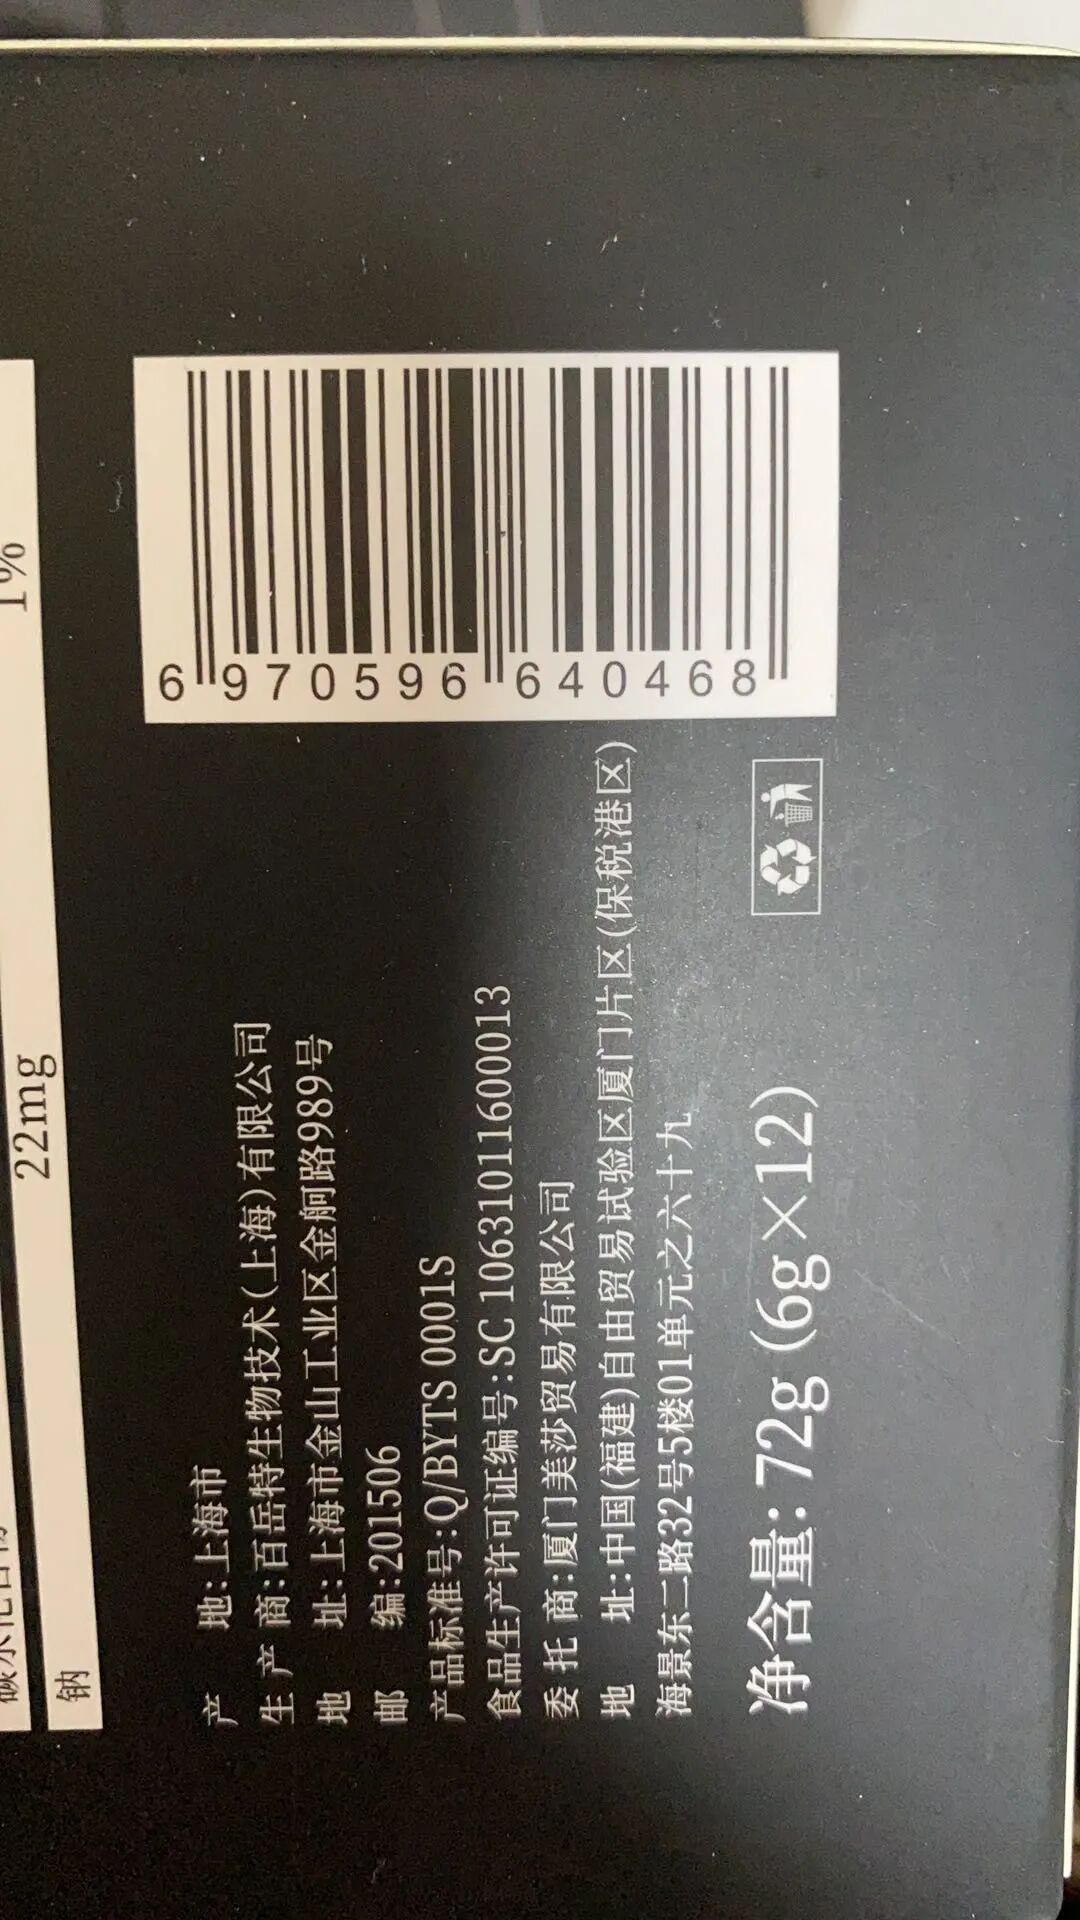 钠 22mg 1%
产 地:上海市
生产商:百岳特生物技术(上海)有限公司
地 址:上海市金山工业区金舸路989号
邮 编:201506
产品标准号:Q/BYTS 0001S
食品生产许可证编号:SC10631011600013
委托商:厦门美莎贸易有限公司
地 址:中国(福建)自由贸易试验区厦门片区(保税港区)
海景东二路32号5楼01单元之六十九
净含量:72g (6g×12)
6 970596 640468